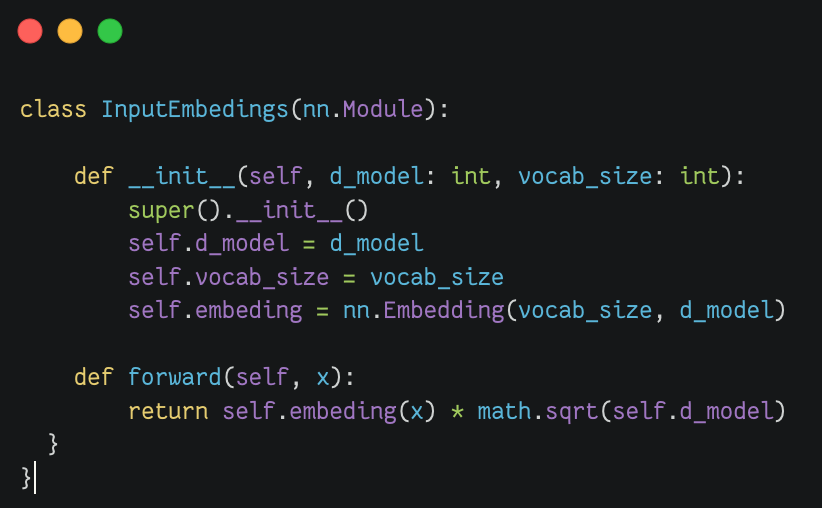 class InputEmbedings(nn.Module):
    def __init__(self, d_model: int, vocab_size: int):
        super().__init__()
        self.d_model = d_model
        self.vocab_size = vocab_size
        self.embeding = nn.Embedding(vocab_size, d_model)
    def forward(self, x):
        return self.embeding(x) * math.sqrt(self.d_model)
  }
}